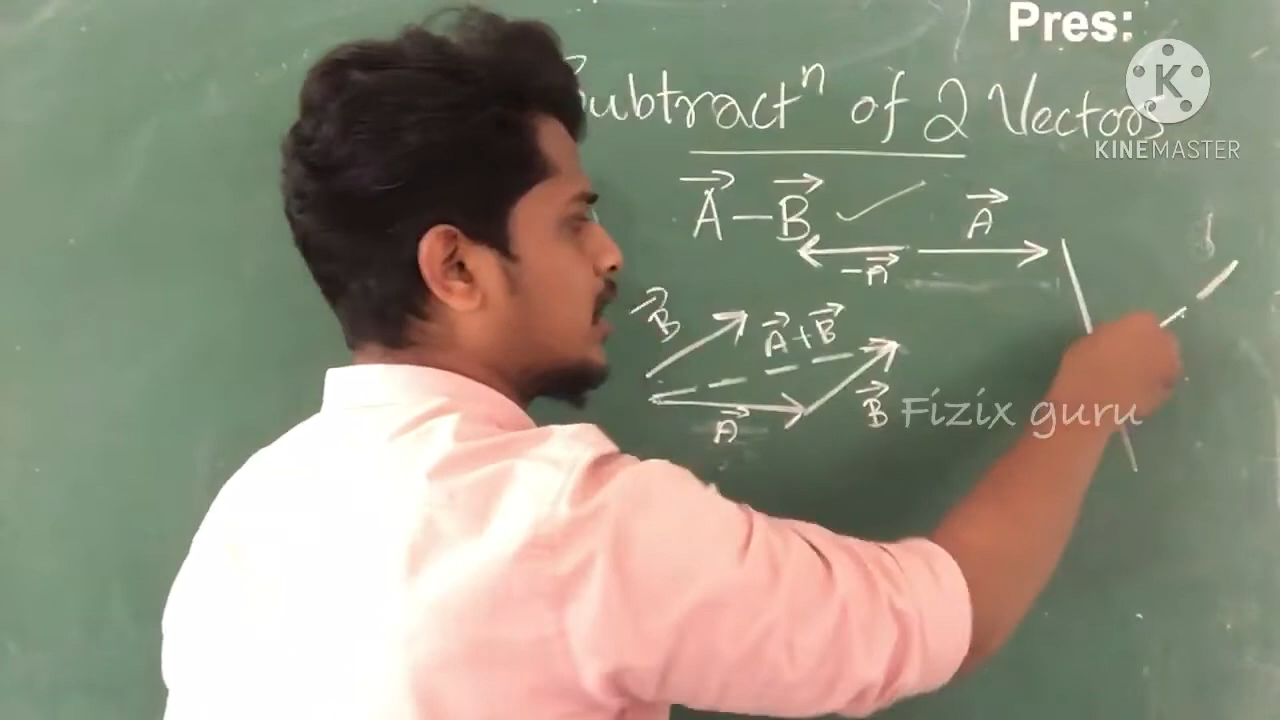 Pres:
Subtractⁿ of 2 Vectors
KINEMASTER
A⃗ – B⃗ ✓
A⃗
–A⃗
B⃗
A⃗+B⃗
A⃗
B⃗
Fizix guru